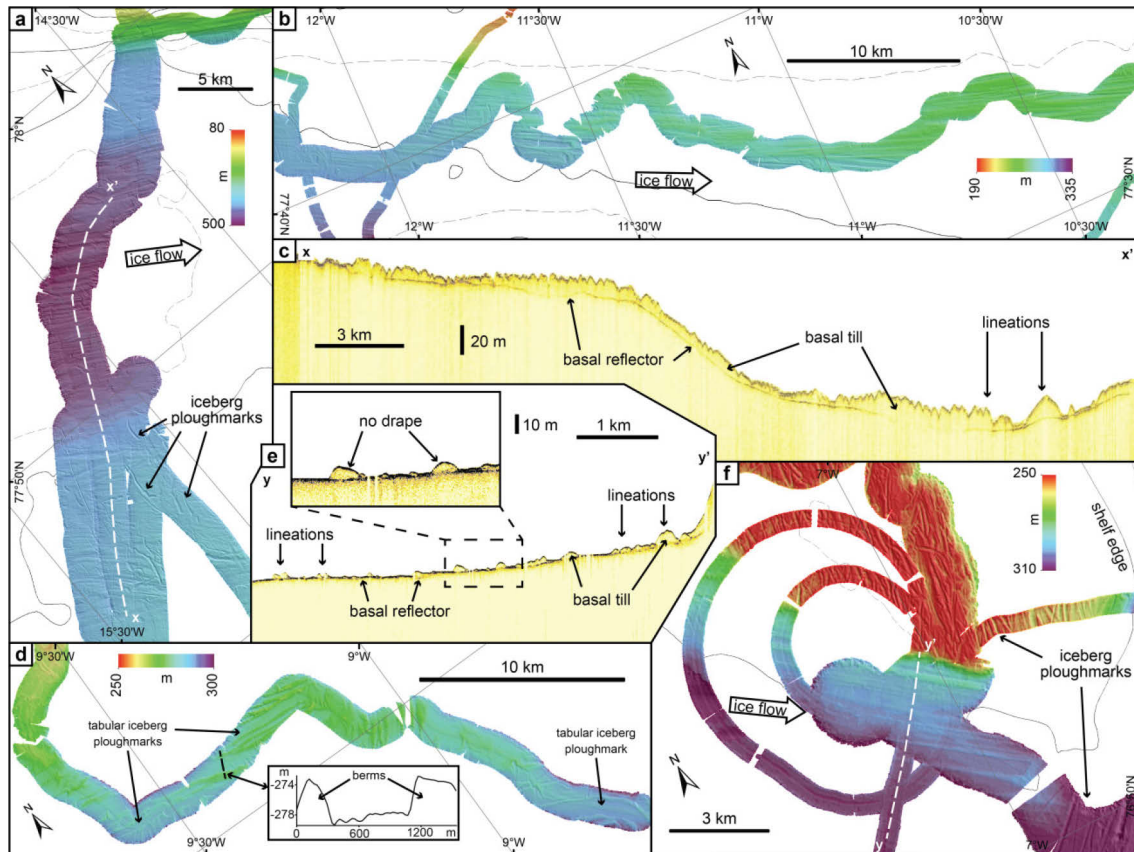 a
14°30'W
N
5 km
78°N
80
m
500
x'
ice flow
iceberg
ploughmarks
77°50'N
x
15°30'W
b
12°W
11°30'W
11°W
10°30'W
N
10 km
ice flow
190
m
335
77°30'N
77°40'N
12°W
11°30'W
11°W
10°30'W
c
x
x'
3 km
20 m
basal reflector
basal till
lineations
e
y
no drape
10 m
1 km
y'
lineations
lineations
basal reflector
basal till
d
9°30'W
250
m
300
9°W
10 km
tabular iceberg
ploughmarks
tabular iceberg
ploughmark
m
-274
-278
berms
0
600
1200
m
N
9°30'W
9°W
f
7°W
250
m
310
shelf edge
y'
iceberg
ploughmarks
ice flow
N
3 km
y
7°W